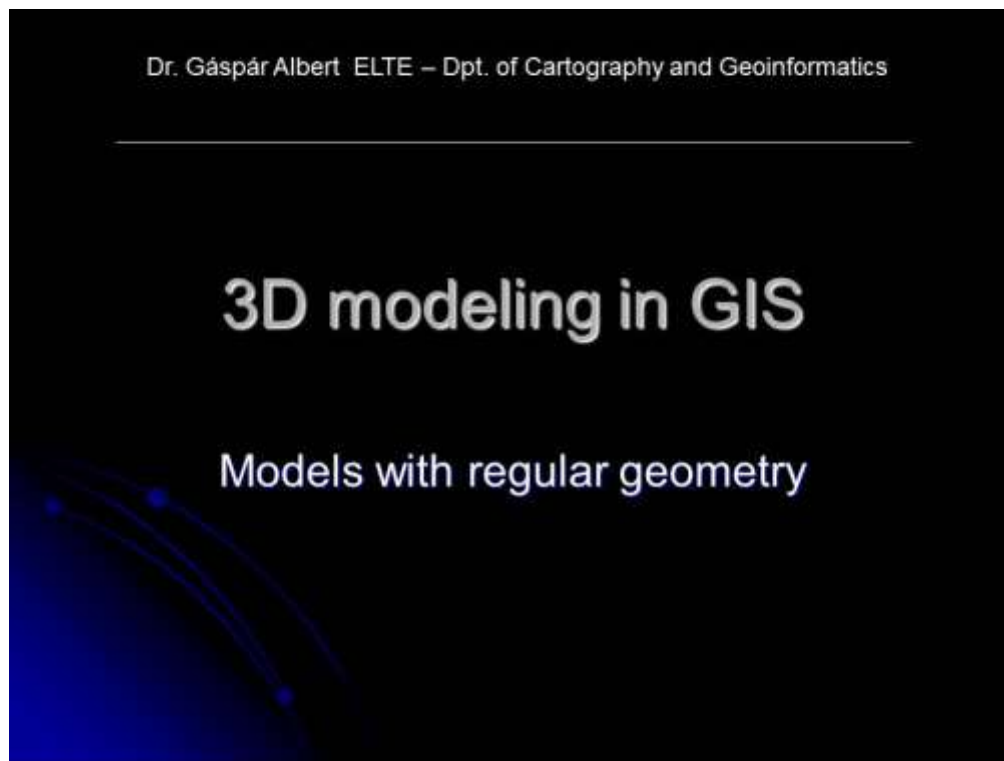 Dr. Gáspár Albert ELTE – Dpt. of Cartography and Geoinformatics
3D modeling in GIS
Models with regular geometry